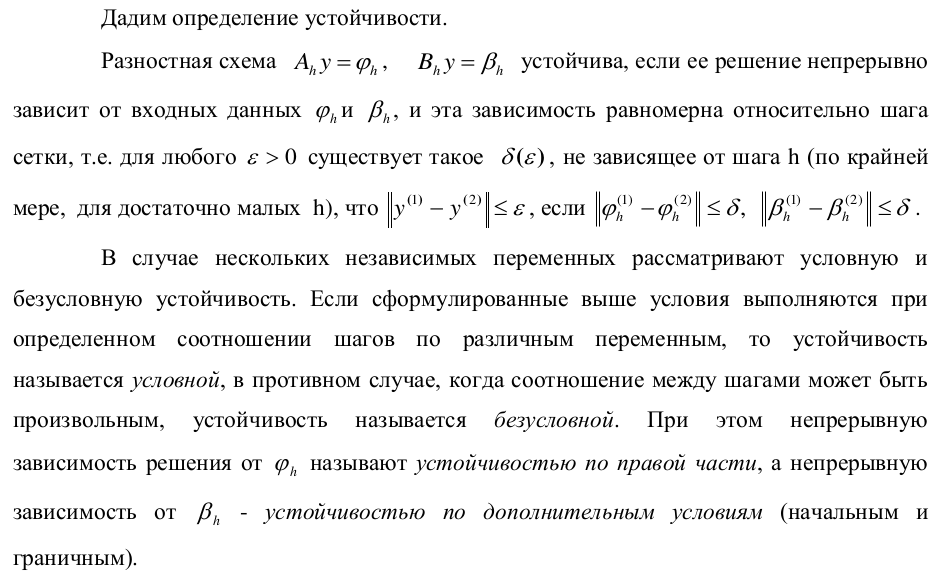 Дадим определение устойчивости.
Разностная схема $A_h y = \varphi_h$, $B_h y = \beta_h$ устойчива, если ее решение непрерывно
зависит от входных данных $\varphi_h$ и $\beta_h$, и эта зависимость равномерна относительно шага
сетки, т.е. для любого $\varepsilon > 0$ существует такое $\delta(\varepsilon)$, не зависящее от шага h (по крайней
мере, для достаточно малых h), что $\left\| y^{(1)} - y^{(2)} \right\| \leq \varepsilon$, если $\left\| \varphi_h^{(1)} - \varphi_h^{(2)} \right\| \leq \delta$, $\left\| \beta_h^{(1)} - \beta_h^{(2)} \right\| \leq \delta$.
В случае нескольких независимых переменных рассматривают условную и
безусловную устойчивость. Если сформулированные выше условия выполняются при
определенном соотношении шагов по различным переменным, то устойчивость
называется условной, в противном случае, когда соотношение между шагами может быть
произвольным, устойчивость называется безусловной. При этом непрерывную
зависимость решения от $\varphi_h$ называют устойчивостью по правой части, а непрерывную
зависимость от $\beta_h$ - устойчивостью по дополнительным условиям (начальным и
граничным).